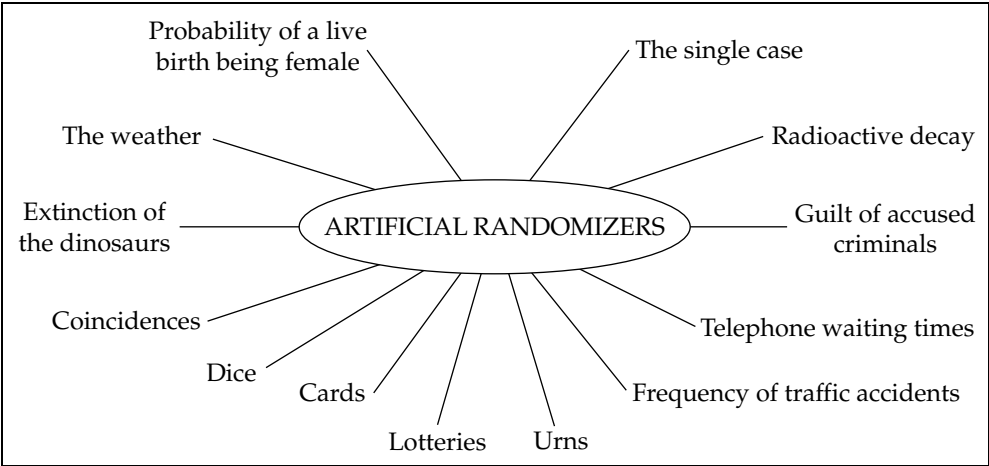 Probability of a live
birth being female
The single case
The weather
Radioactive decay
Extinction of
the dinosaurs
ARTIFICIAL RANDOMIZERS
Guilt of accused
criminals
Coincidences
Telephone waiting times
Dice
Cards
Frequency of traffic accidents
Lotteries
Urns